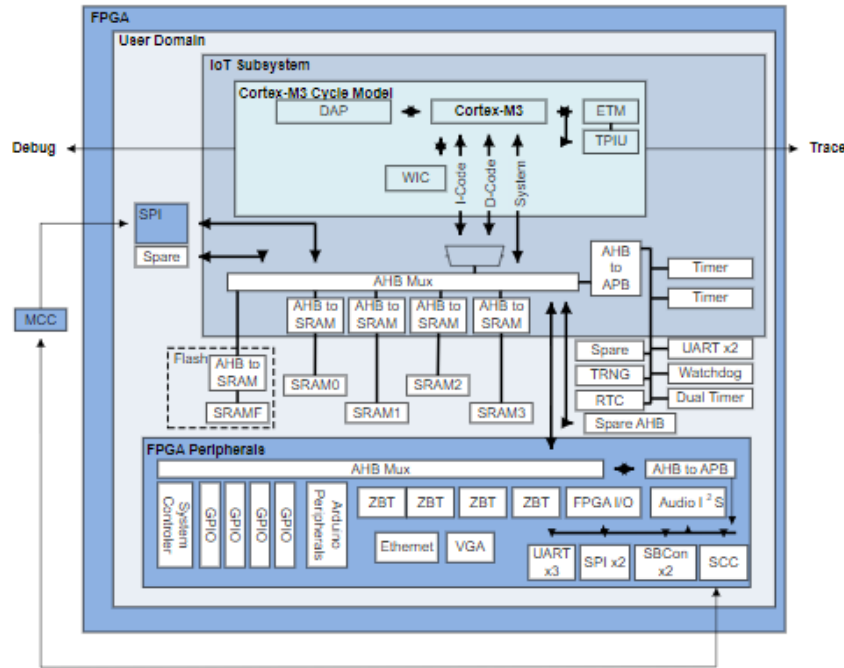 FPGA
User Domain
IoT Subsystem
Cortex-M3 Cycle Model
DAP
Cortex-M3
ETM
TPIU
WIC
I-Code
D-Code
System
Debug
Trace
SPI
Spare
MCC
AHB Mux
AHB
to
APB
Timer
Timer
AHB to
SRAM
AHB to
SRAM
AHB to
SRAM
AHB to
SRAM
Flash
AHB to
SRAM
SRAMF
SRAM0
SRAM1
SRAM2
SRAM3
Spare
UART x2
TRNG
Watchdog
RTC
Dual Timer
Spare AHB
FPGA Peripherals
AHB Mux
AHB to APB
System
Controler
GPIO
GPIO
GPIO
GPIO
Arduino
Peripherals
ZBT
ZBT
ZBT
ZBT
FPGA I/O
Audio I 2 S
Ethernet
VGA
UART
x3
SPI x2
SBCon
x2
SCC